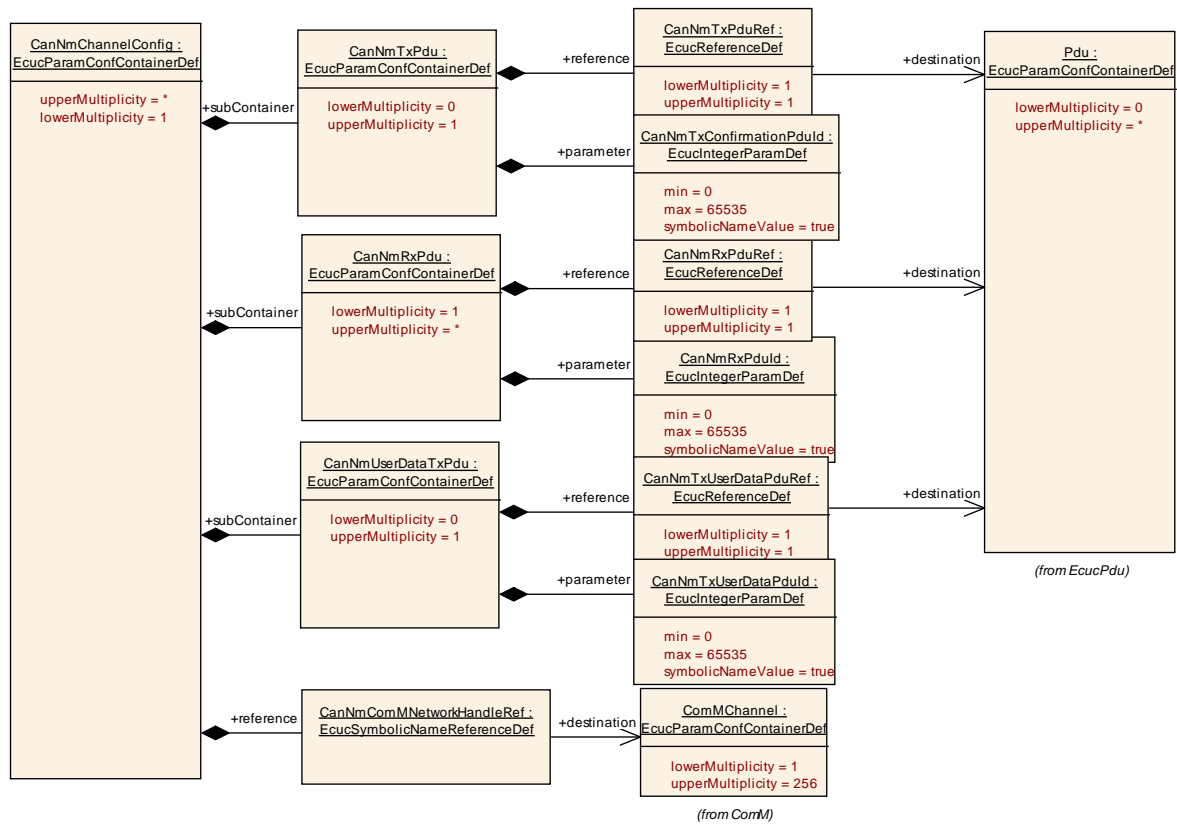 CanNmChannelConfig :
EcucParamConfContainerDef
upperMultiplicity = *
lowerMultiplicity = 1
+subContainer
CanNmTxPdu :
EcucParamConfContainerDef
lowerMultiplicity = 0
upperMultiplicity = 1
+reference
CanNmTxPduRef :
EcucReferenceDef
lowerMultiplicity = 1
upperMultiplicity = 1
+destination
Pdu :
EcucParamConfContainerDef
lowerMultiplicity = 0
upperMultiplicity = *
(from EcucPdu)
+parameter
CanNmTxConfirmationPduId :
EcucIntegerParamDef
min = 0
max = 65535
symbolicNameValue = true
+subContainer
CanNmRxPdu :
EcucParamConfContainerDef
lowerMultiplicity = 1
upperMultiplicity = *
+reference
CanNmRxPduRef :
EcucReferenceDef
lowerMultiplicity = 1
upperMultiplicity = 1
+destination
+parameter
CanNmRxPduId :
EcucIntegerParamDef
min = 0
max = 65535
symbolicNameValue = true
+subContainer
CanNmUserDataTxPdu :
EcucParamConfContainerDef
lowerMultiplicity = 0
upperMultiplicity = 1
+reference
CanNmTxUserDataPduRef :
EcucReferenceDef
lowerMultiplicity = 1
upperMultiplicity = 1
+destination
+parameter
CanNmTxUserDataPduId :
EcucIntegerParamDef
min = 0
max = 65535
symbolicNameValue = true
+reference
CanNmComMNetworkHandleRef :
EcucSymbolicNameReferenceDef
+destination
ComMChannel :
EcucParamConfContainerDef
lowerMultiplicity = 1
upperMultiplicity = 256
(from ComM)